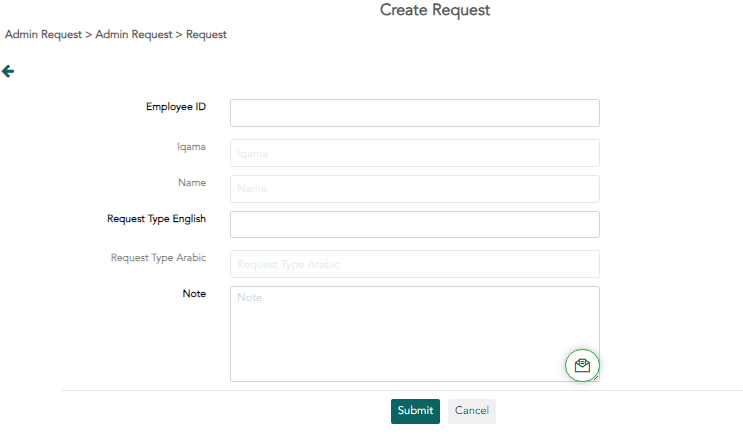 Create Request
Admin Request > Admin Request > Request
Employee ID
Iqama
Iqama
Name
Name
Request Type English
Request Type Arabic
Request Type Arabic
Note
Note
Submit
Cancel